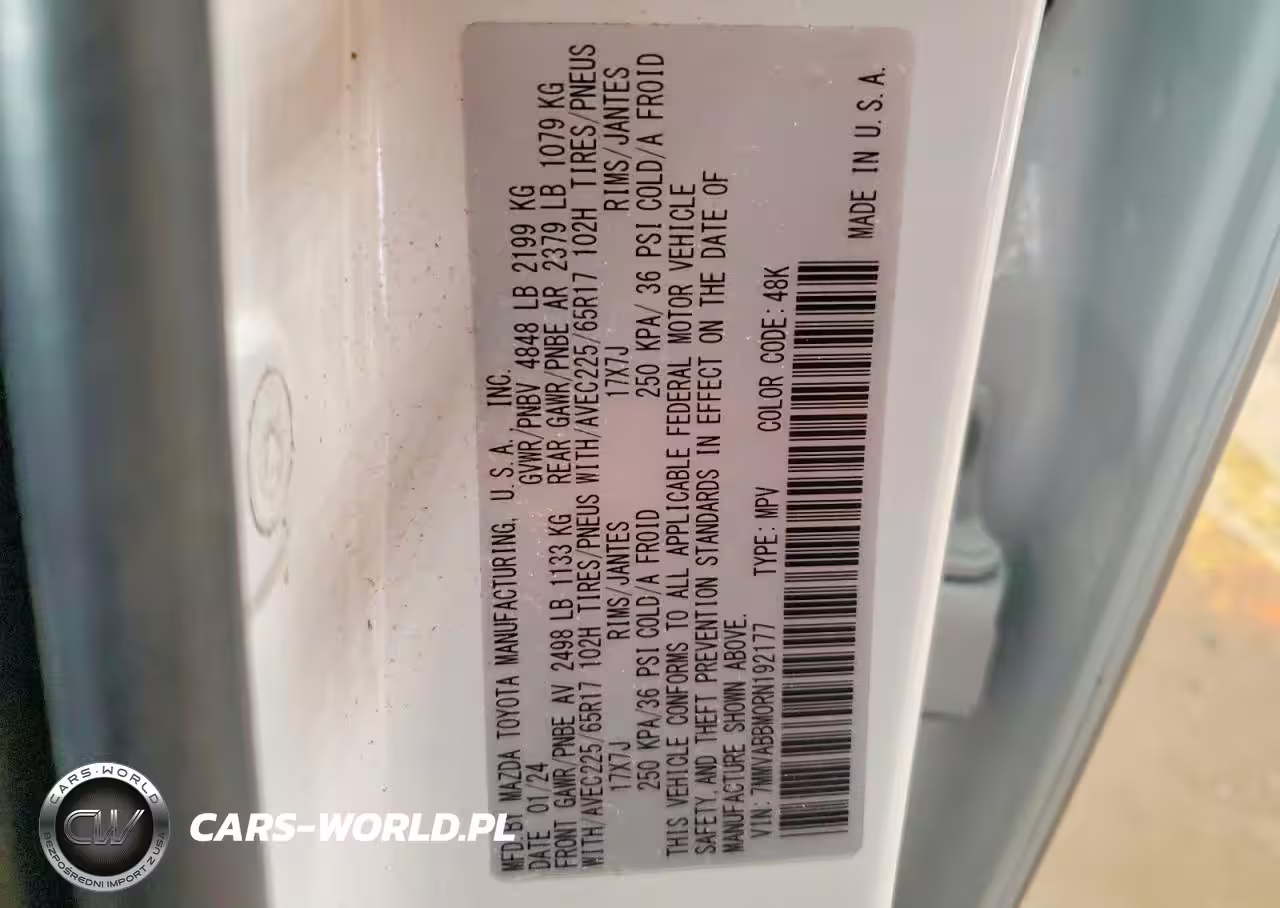 MFD.BY MAZDA TOYOTA MANUFACTURING, U.S.A., INC.
DATE 01/24 GVWR/PNBV 4848 LB 2199 KG
FRONT GAWR/PNBE AV 2498 LB 1133 KG REAR GAWR/PNBE AR 2379 LB 1079 KG
WITH/AVEC225/65R17 102H TIRES/PNEUS WITH/AVEC225/65R17 102H TIRES/PNEUS
17X7J RIMS/JANTES 17X7J RIMS/JANTES
250 KPA/36 PSI COLD/A FROID 250 KPA/ 36 PSI COLD/A FROID
THIS VEHICLE CONFORMS TO ALL APPLICABLE FEDERAL MOTOR VEHICLE
SAFETY AND THEFT PREVENTION STANDARDS IN EFFECT ON THE DATE OF
MANUFACTURE SHOWN ABOVE.
VIN: 7MMVABBM0RN192177 TYPE: MPV COLOR CODE: 48K
MADE IN U.S.A.
CARS-WORLD
CW
BEZPOŚREDNI IMPORT Z USA
CARS-WORLD.PL